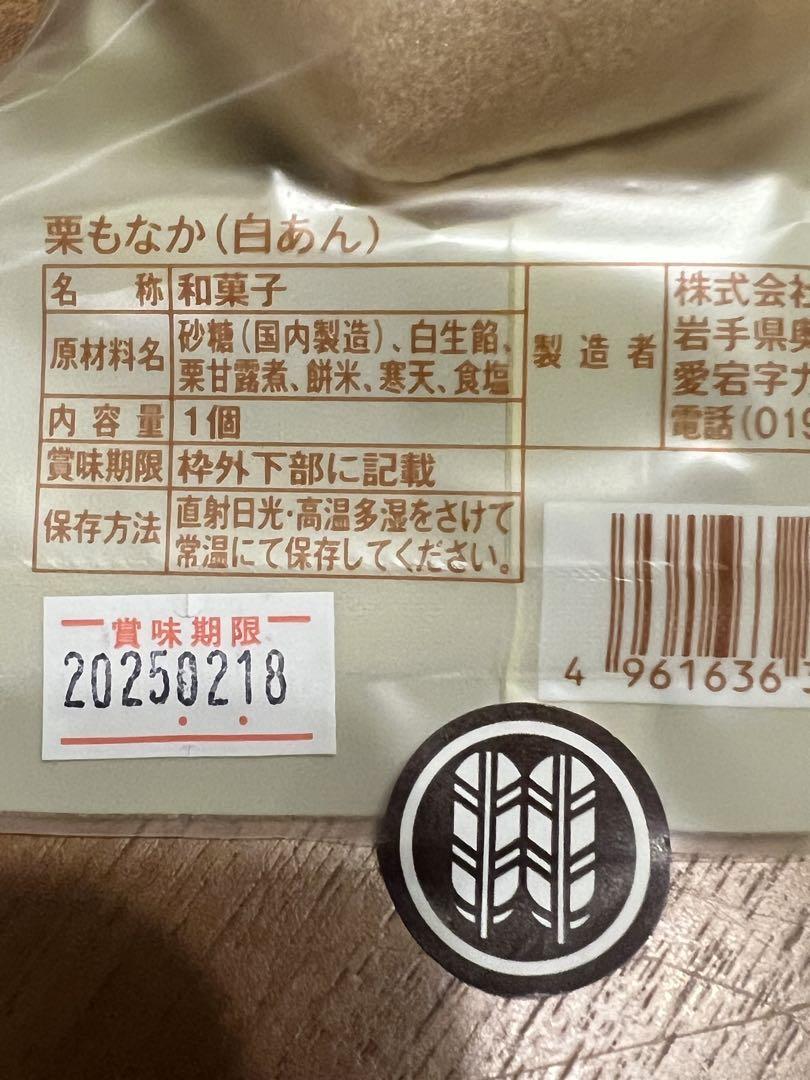 栗もなか(白あん)
名 称 和菓子
原材料名 砂糖(国内製造)、白生餡、
栗甘露煮、餅米、寒天、食塩
内容量 1個
賞味期限 枠外下部に記載
保存方法 直射日光・高温多湿をさけて
常温にて保存してください。
製造者 株式会社
岩手県奥
愛宕字大
電話(019
賞味期限
20250218
4 961636